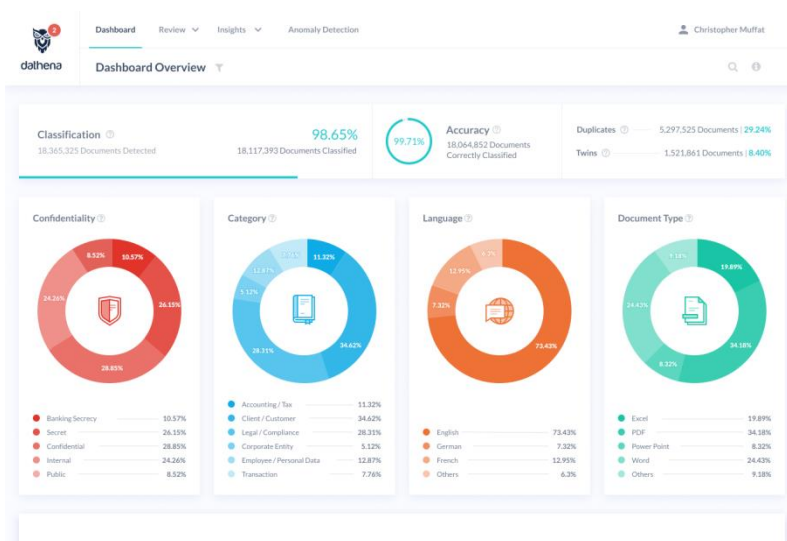 2
dathena
Dashboard
Review
Insights
Anomaly Detection
Christopher Muffat
Dashboard Overview
Classification
98.65%
18,365,325 Documents Detected
18,117,393 Documents Classified
99.71%
Accuracy
18,064,852 Documents
Correctly Classified
Duplicates 5,297,525 Documents | 29.24%
Twins 1,521,861 Documents | 8.40%
Confidentiality
8.52%
10.57%
24.26%
26.15%
28.85%
Banking Secrecy 10.57%
Secret 26.15%
Confidential 28.85%
Internal 24.26%
Public 8.52%
Category
7.76%
11.32%
12.87%
5.12%
28.31%
34.62%
Accounting / Tax 11.32%
Client / Customer 34.62%
Legal / Compliance 28.31%
Corporate Entity 5.12%
Employee / Personal Data 12.87%
Transaction 7.76%
Language
6.3%
12.95%
7.32%
73.43%
English 73.43%
German 7.32%
French 12.95%
Others 6.3%
Document Type
9.18%
19.89%
24.43%
34.18%
8.32%
Excel 19.89%
PDF 34.18%
Power Point 8.32%
Word 24.43%
Others 9.18%